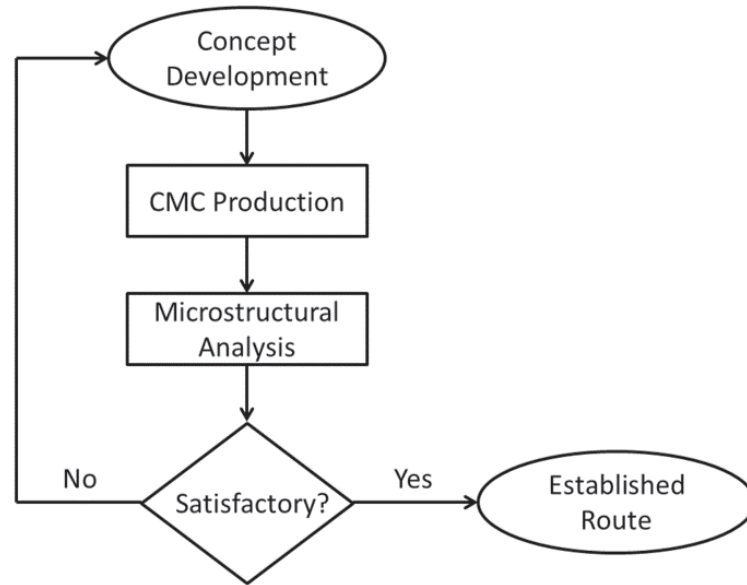 Concept
Development
CMC Production
Microstructural
Analysis
No
Satisfactory?
Yes
Established
Route